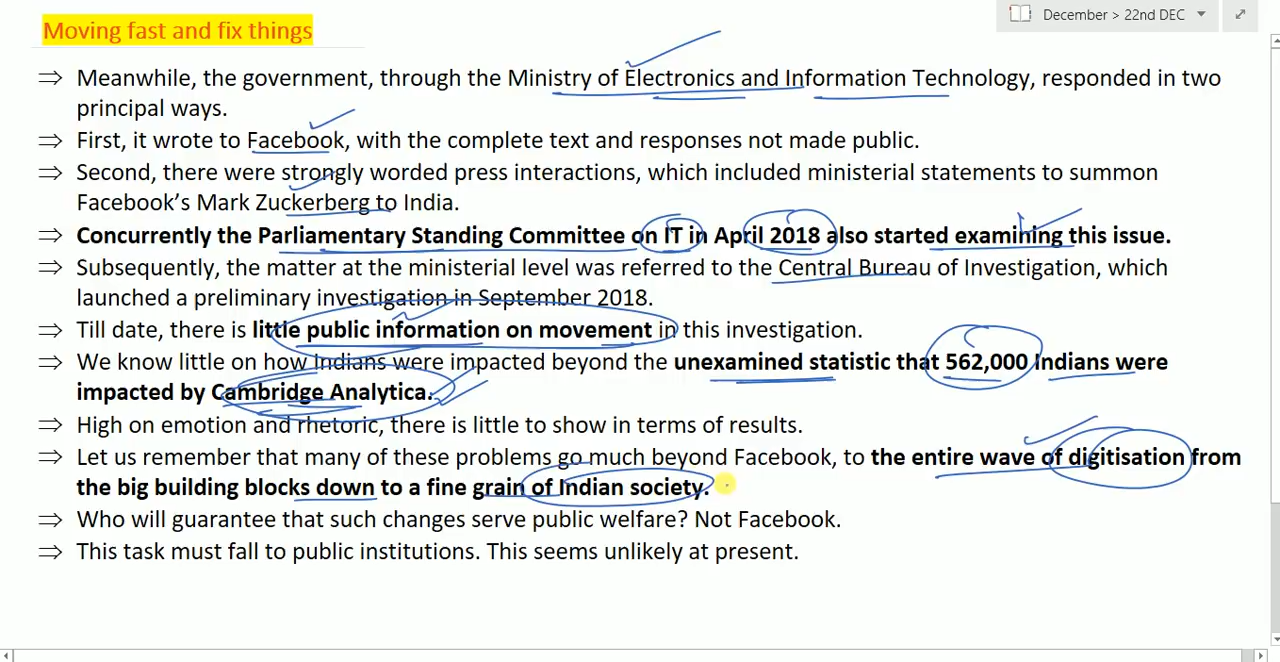 Moving fast and fix things
December > 22nd DEC
⇒ Meanwhile, the government, through the Ministry of Electronics and Information Technology, responded in two
principal ways.
⇒ First, it wrote to Facebook, with the complete text and responses not made public.
⇒ Second, there were strongly worded press interactions, which included ministerial statements to summon
Facebook's Mark Zuckerberg to India.
⇒ Concurrently the Parliamentary Standing Committee on IT in April 2018 also started examining this issue.
⇒ Subsequently, the matter at the ministerial level was referred to the Central Bureau of Investigation, which
launched a preliminary investigation in September 2018.
⇒ Till date, there is little public information on movement in this investigation.
⇒ We know little on how Indians were impacted beyond the unexamined statistic that 562,000 Indians were
impacted by Cambridge Analytica.
⇒ High on emotion and rhetoric, there is little to show in terms of results.
⇒ Let us remember that many of these problems go much beyond Facebook, to the entire wave of digitisation from
the big building blocks down to a fine grain of Indian society.
⇒ Who will guarantee that such changes serve public welfare? Not Facebook.
⇒ This task must fall to public institutions. This seems unlikely at present.